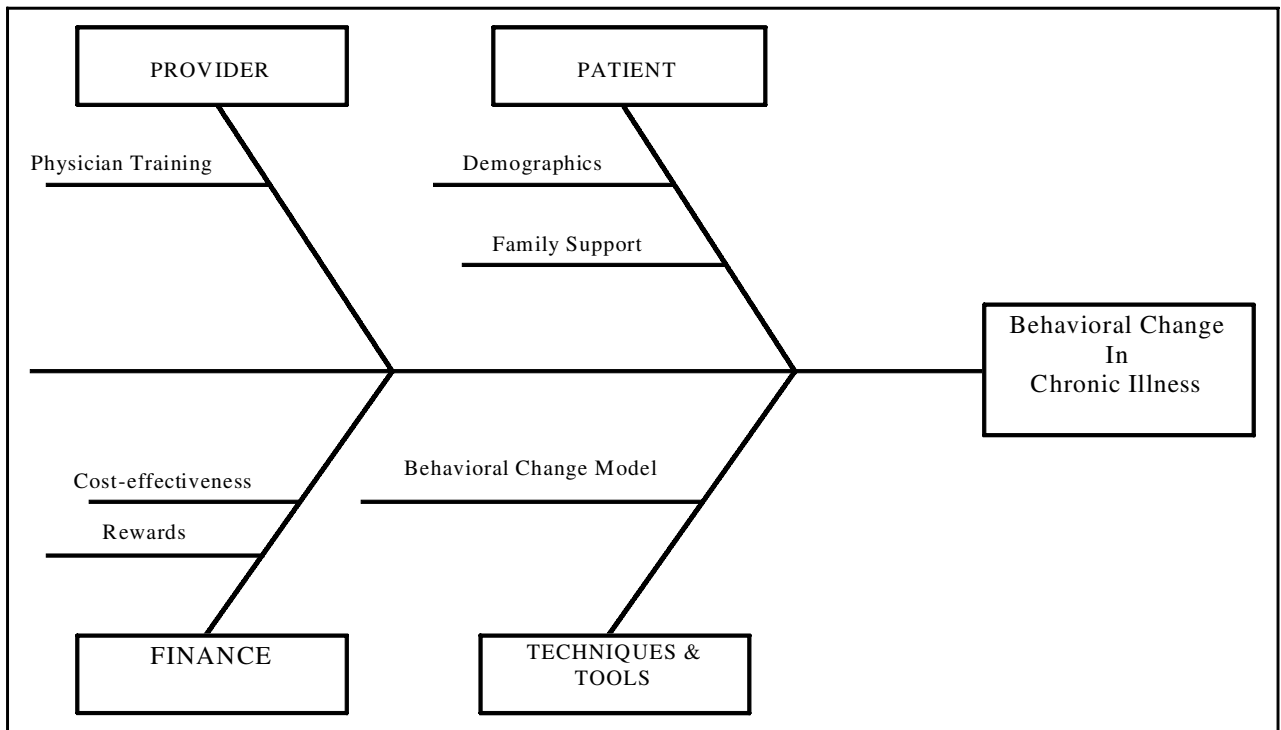 PROVIDER
PATIENT
Physician Training
Demographics
Family Support
Behavioral Change
In
Chronic Illness
Behavioral Change Model
Cost-effectiveness
Rewards
FINANCE
TECHNIQUES &
TOOLS